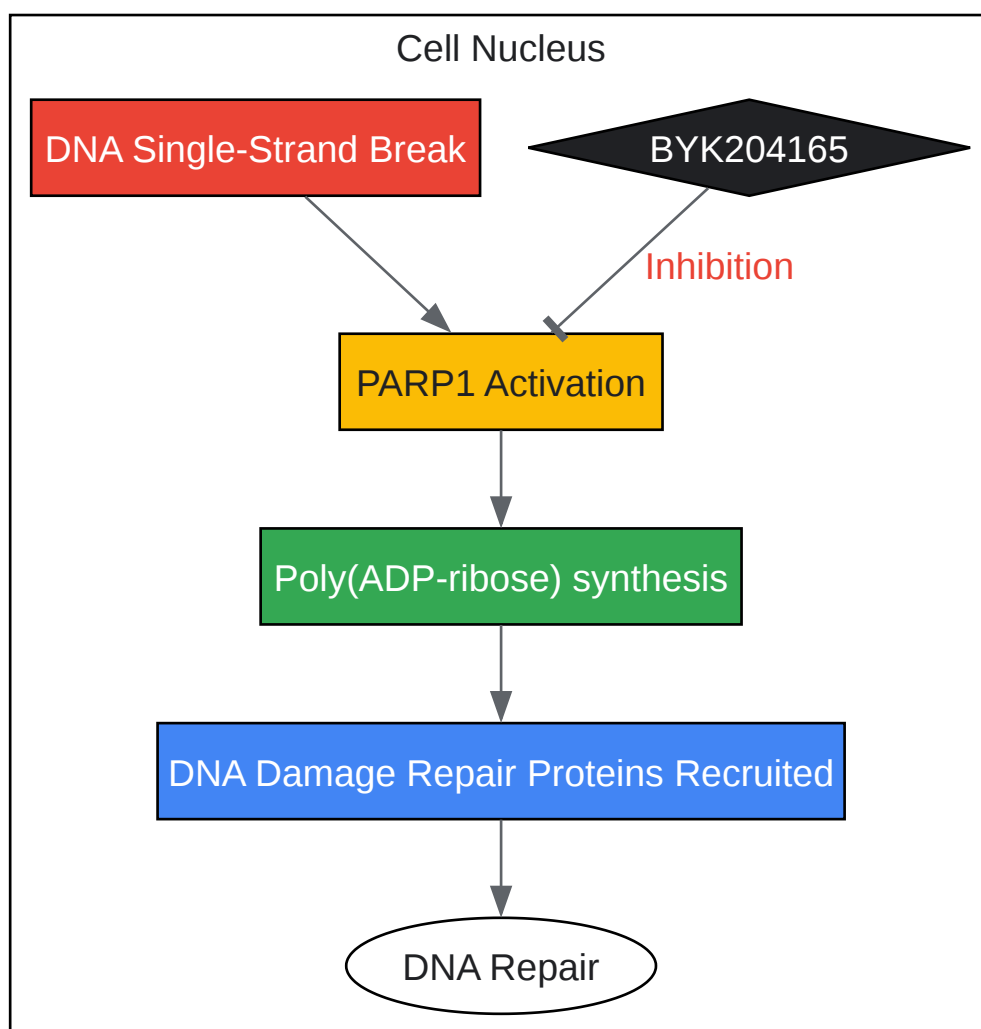 Cell Nucleus
DNA Single-Strand Break
BYK204165
Inhibition
PARP1 Activation
Poly(ADP-ribose) synthesis
DNA Damage Repair Proteins Recruited
DNA Repair